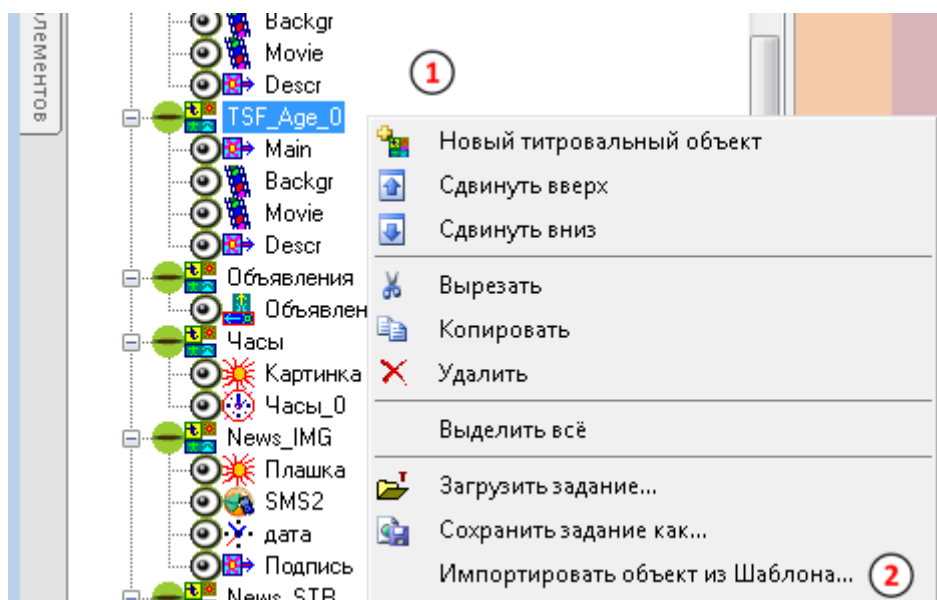 лементов
Backgr
Movie
Descr
1
TSF_Age_0
Main
Backgr
Movie
Descr
Объявления
Объявлен
Часы
Картинка
Часы_0
News_IMG
Плашка
SMS2
дата
Подпись
News_STR
Новый титровальный объект
Сдвинуть вверх
Сдвинуть вниз
Вырезать
Копировать
Удалить
Выделить всё
Загрузить задание...
Сохранить задание как...
Импортировать объект из Шаблона...
2